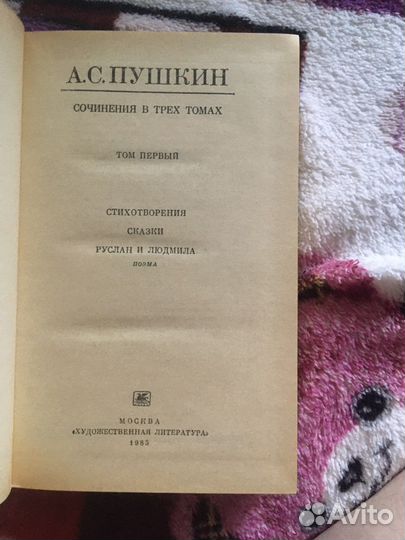 А.С.ПУШКИН
СОЧИНЕНИЯ В ТРЕХ ТОМАХ
ТОМ ПЕРВЫЙ
СТИХОТВОРЕНИЯ
СКАЗКИ
РУСЛАН И ЛЮДМИЛА
ПОЭМА
МОСКВА
«ХУДОЖЕСТВЕННАЯ ЛИТЕРАТУРА»
1985
Avito